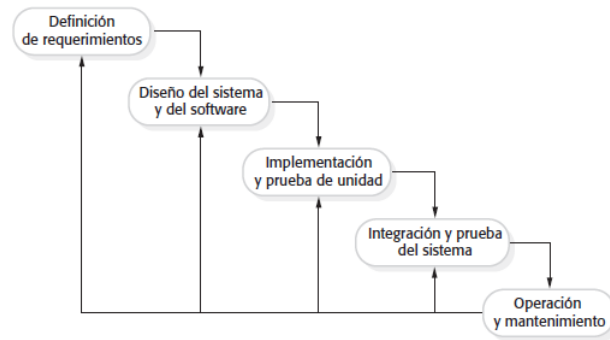 Definición
de requerimientos
Diseño del sistema
y del software
Implementación
y prueba de unidad
Integración y prueba
del sistema
Operación
y mantenimiento